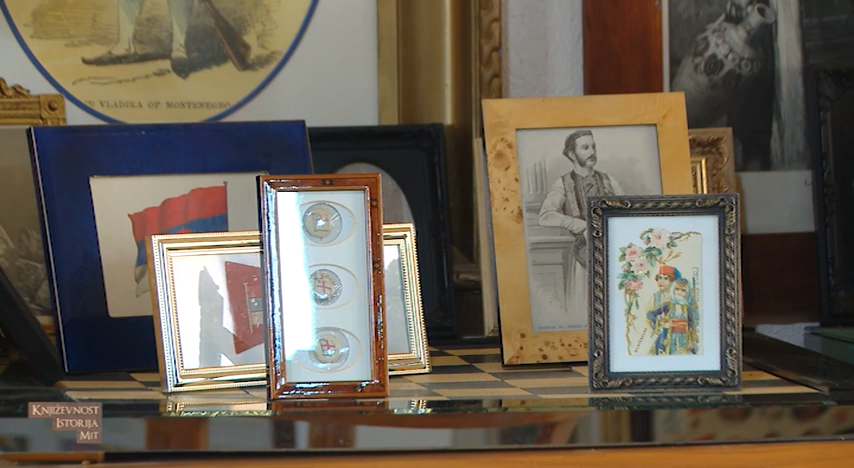 VLADIKA OF MONTENEGRO
KNJIŽEVNOST
ISTORIJA
MIT